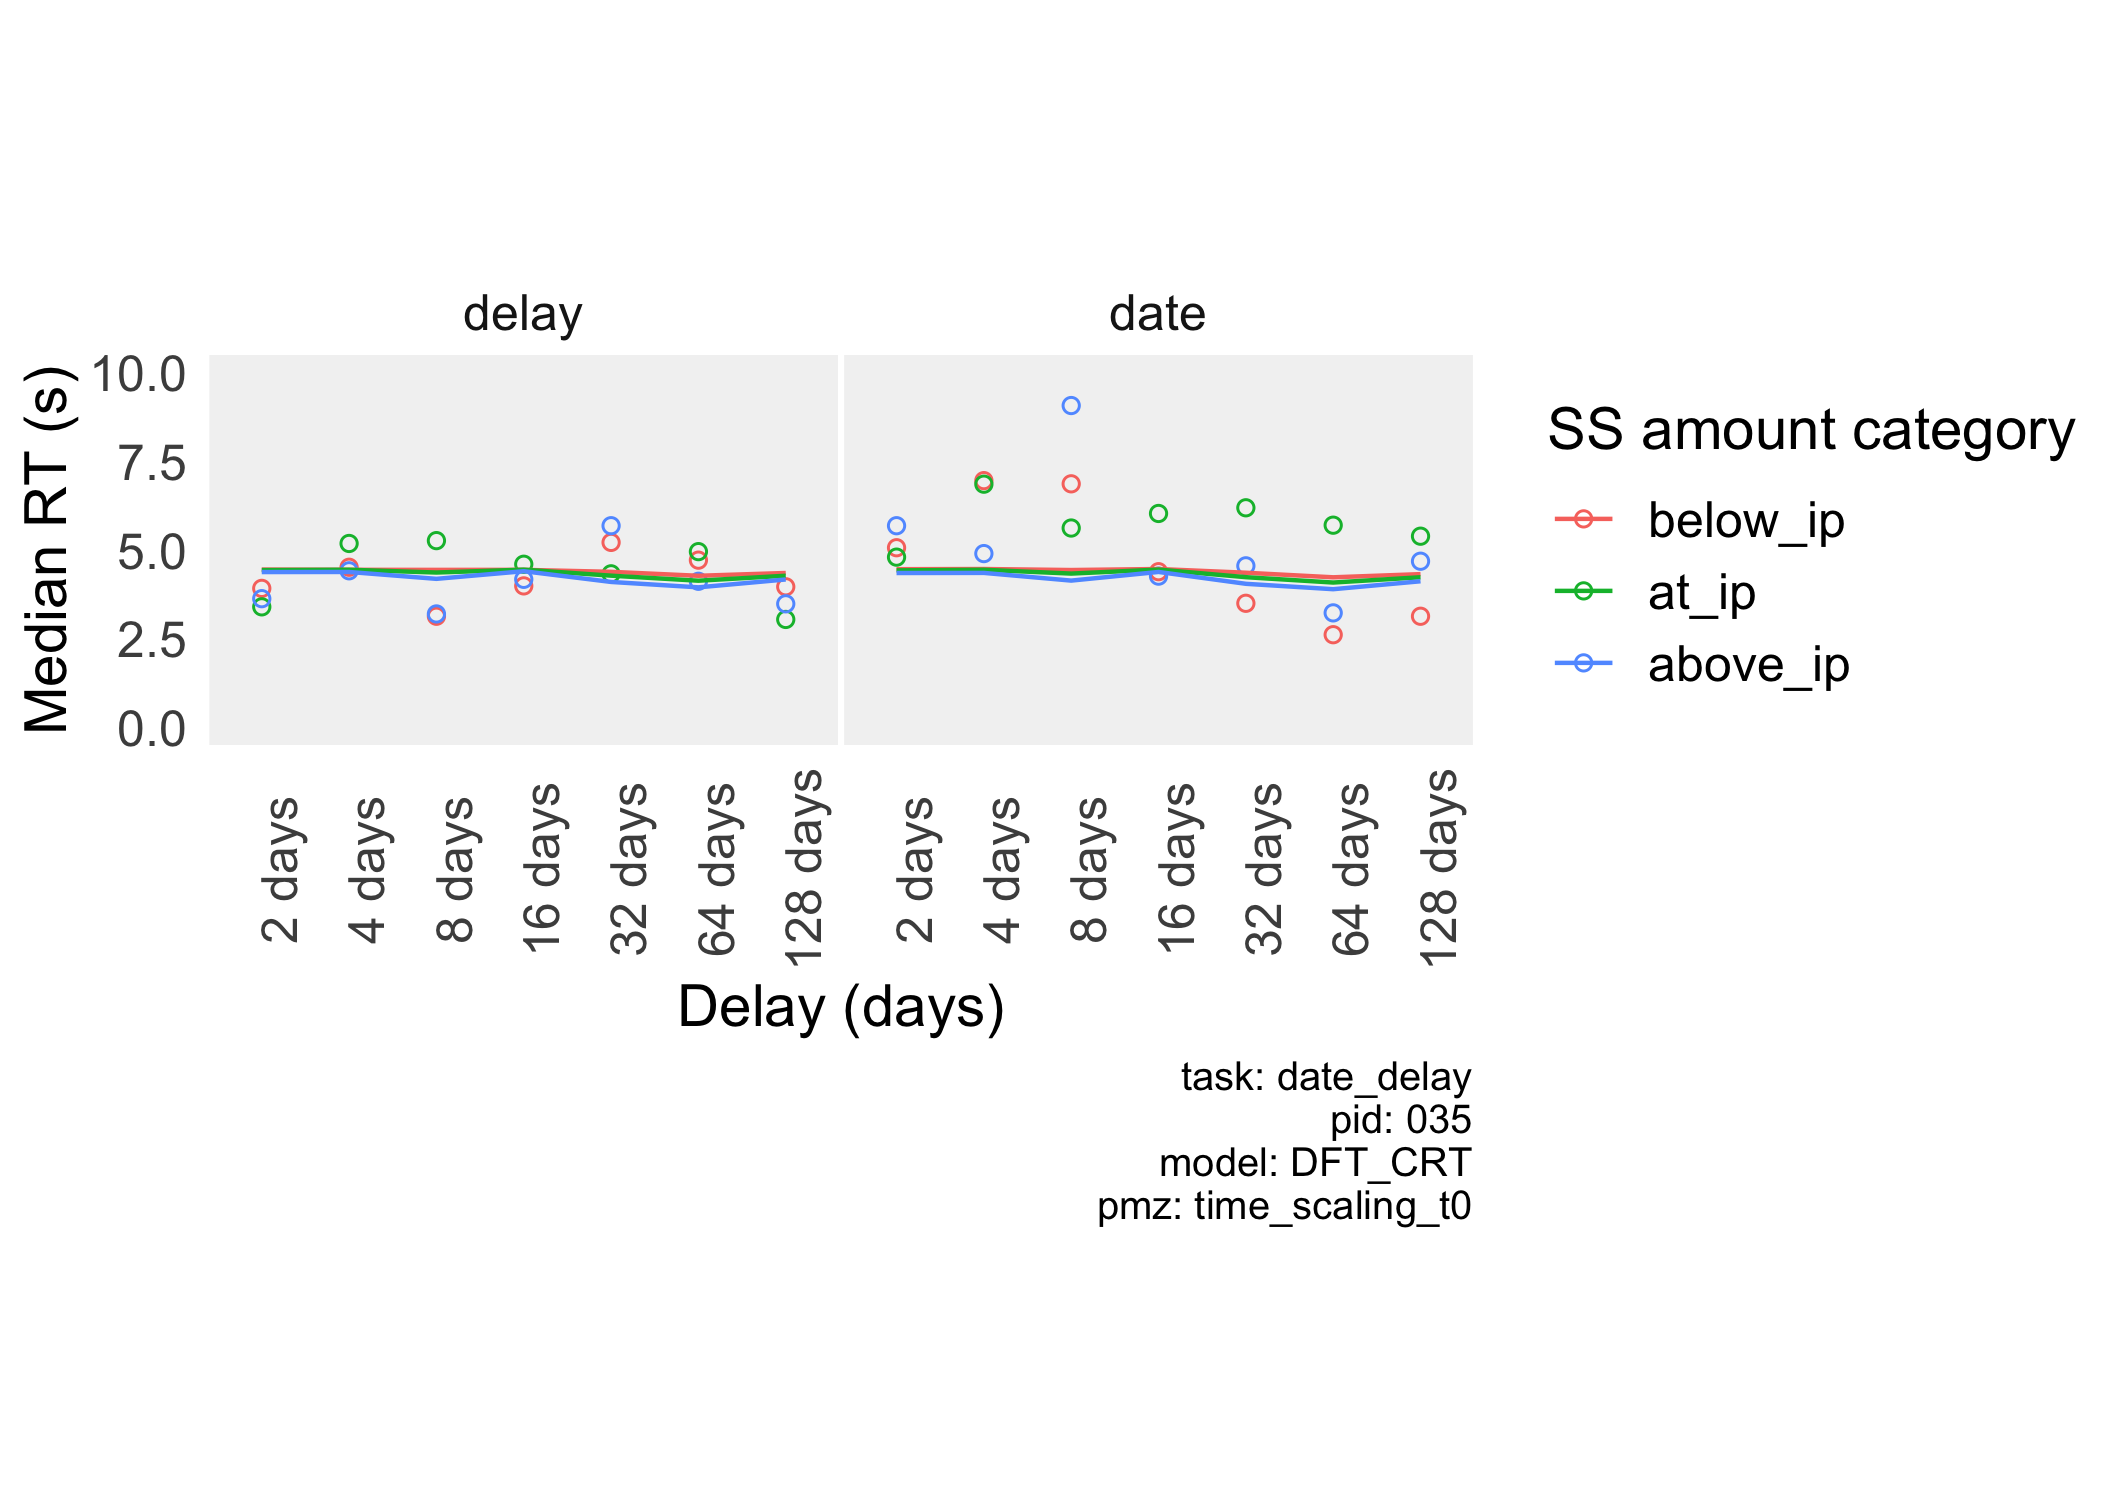 delay
date
Median RT (s)
10.0
7.5
5.0
2.5
0.0
2 days
4 days
8 days
16 days
32 days
64 days
128 days
2 days
4 days
8 days
16 days
32 days
64 days
128 days
Delay (days)
SS amount category
below_ip
at_ip
above_ip
task: date_delay
pid: 035
model: DFT_CRT
pmz: time_scaling_t0